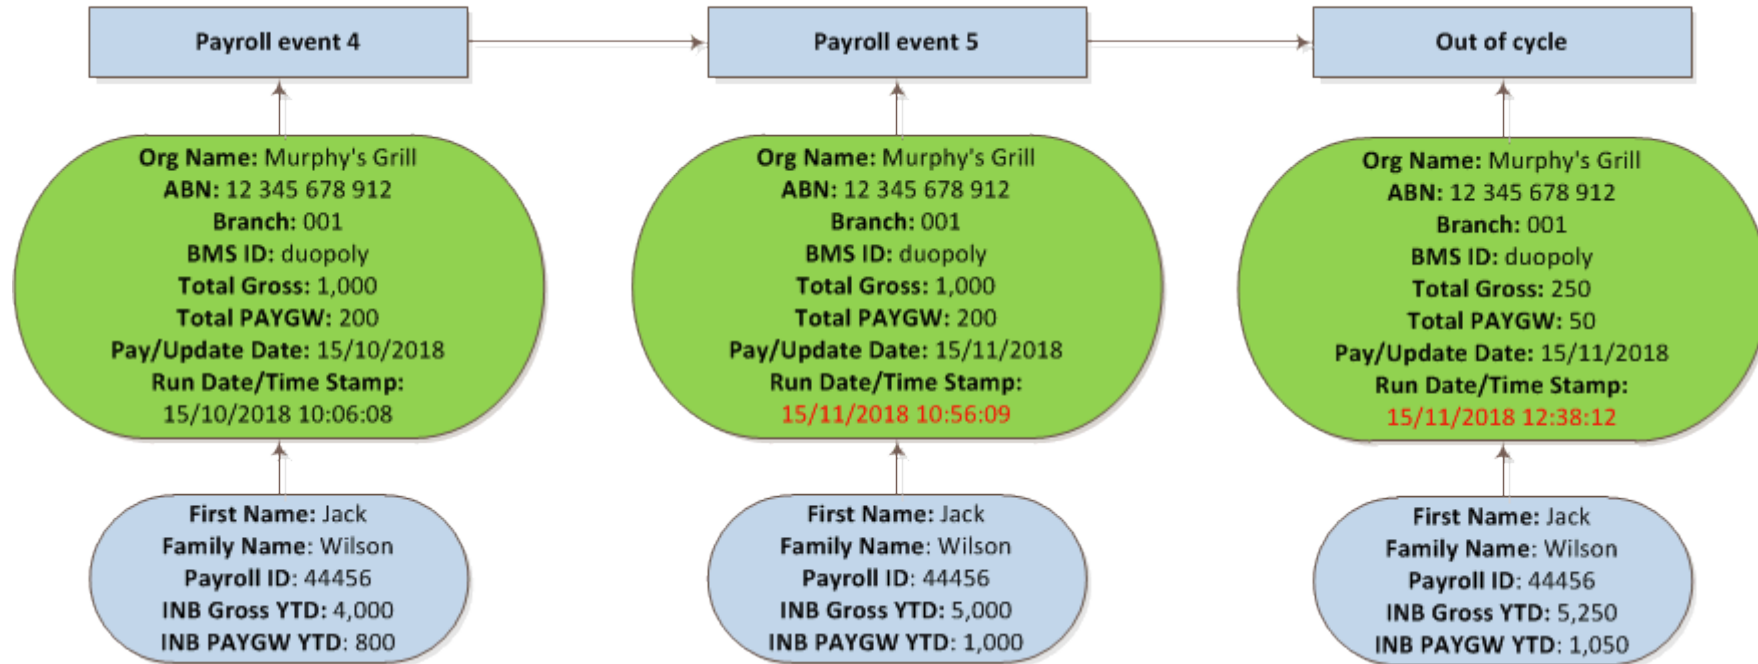 Payroll event 4
Payroll event 5
Out of cycle
Org Name: Murphy's Grill
ABN: 12 345 678 912
Branch: 001
BMS ID: duopoly
Total Gross: 1,000
Total PAYGW: 200
Pay/Update Date: 15/10/2018
Run Date/Time Stamp:
15/10/2018 10:06:08
Org Name: Murphy's Grill
ABN: 12 345 678 912
Branch: 001
BMS ID: duopoly
Total Gross: 1,000
Total PAYGW: 200
Pay/Update Date: 15/11/2018
Run Date/Time Stamp:
15/11/2018 10:56:09
Org Name: Murphy's Grill
ABN: 12 345 678 912
Branch: 001
BMS ID: duopoly
Total Gross: 250
Total PAYGW: 50
Pay/Update Date: 15/11/2018
Run Date/Time Stamp:
15/11/2018 12:38:12
First Name: Jack
Family Name: Wilson
Payroll ID: 44456
INB Gross YTD: 4,000
INB PAYGW YTD: 800
First Name: Jack
Family Name: Wilson
Payroll ID: 44456
INB Gross YTD: 5,000
INB PAYGW YTD: 1,000
First Name: Jack
Family Name: Wilson
Payroll ID: 44456
INB Gross YTD: 5,250
INB PAYGW YTD: 1,050